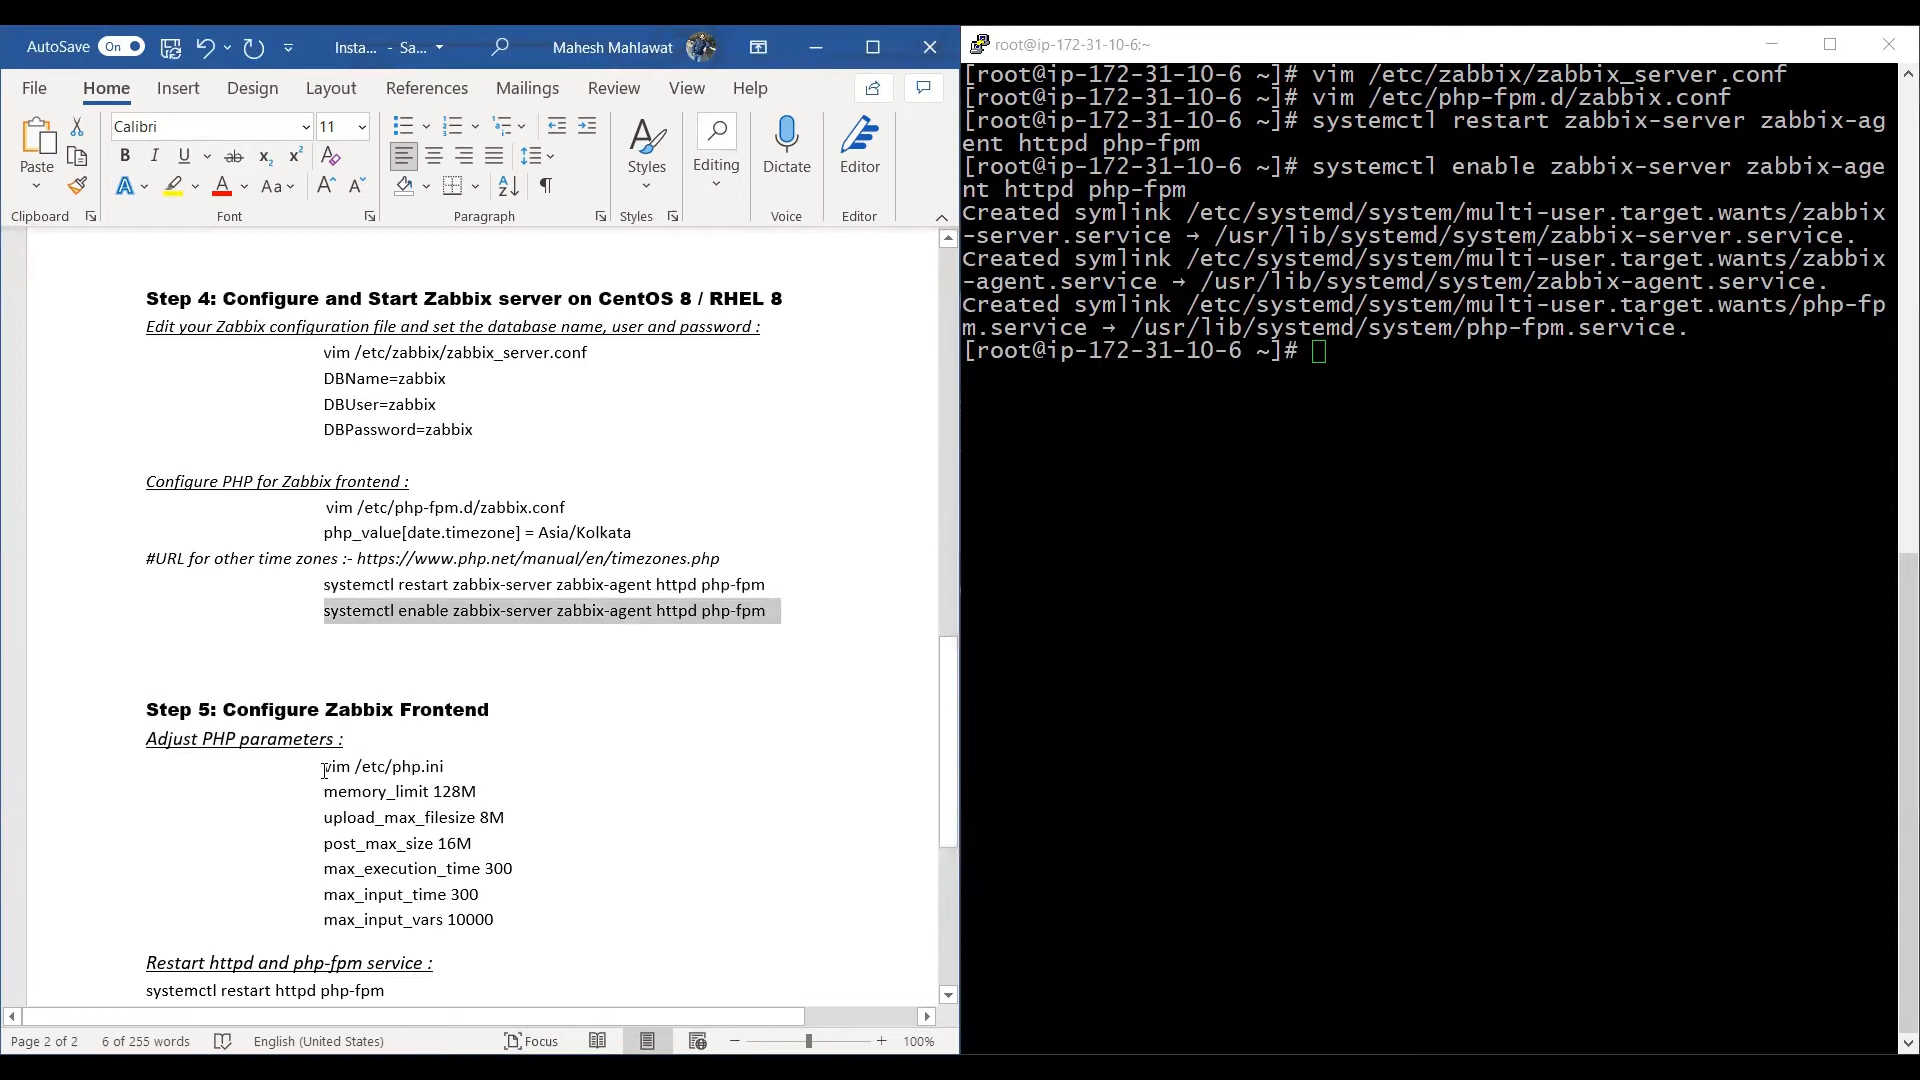 AutoSave On Insta... - Sa... Mahesh Mahlawat
File Home Insert Design Layout References Mailings Review View Help
Calibri 11
Paste Styles Editing Dictate Editor
B I U ab x2 x2 A
A Aa A A
Clipboard Font Paragraph Styles Voice Editor
Step 4: Configure and Start Zabbix server on CentOS 8 / RHEL 8
Edit your Zabbix configuration file and set the database name, user and password :
vim /etc/zabbix/zabbix_server.conf
DBName=zabbix
DBUser=zabbix
DBPassword=zabbix
Configure PHP for Zabbix frontend :
vim /etc/php-fpm.d/zabbix.conf
php_value[date.timezone] = Asia/Kolkata
#URL for other time zones :- https://www.php.net/manual/en/timezones.php
systemctl restart zabbix-server zabbix-agent httpd php-fpm
systemctl enable zabbix-server zabbix-agent httpd php-fpm
Step 5: Configure Zabbix Frontend
Adjust PHP parameters :
vim /etc/php.ini
memory_limit 128M
upload_max_filesize 8M
post_max_size 16M
max_execution_time 300
max_input_time 300
max_input_vars 10000
Restart httpd and php-fpm service :
systemctl restart httpd php-fpm
Page 2 of 2 6 of 255 words English (United States) Focus 100%
root@ip-172-31-10-6:~
[root@ip-172-31-10-6 ~]# vim /etc/zabbix/zabbix_server.conf
[root@ip-172-31-10-6 ~]# vim /etc/php-fpm.d/zabbix.conf
[root@ip-172-31-10-6 ~]# systemctl restart zabbix-server zabbix-ag
ent httpd php-fpm
[root@ip-172-31-10-6 ~]# systemctl enable zabbix-server zabbix-age
nt httpd php-fpm
Created symlink /etc/systemd/system/multi-user.target.wants/zabbix
-server.service → /usr/lib/systemd/system/zabbix-server.service.
Created symlink /etc/systemd/system/multi-user.target.wants/zabbix
-agent.service → /usr/lib/systemd/system/zabbix-agent.service.
Created symlink /etc/systemd/system/multi-user.target.wants/php-fp
m.service → /usr/lib/systemd/system/php-fpm.service.
[root@ip-172-31-10-6 ~]#